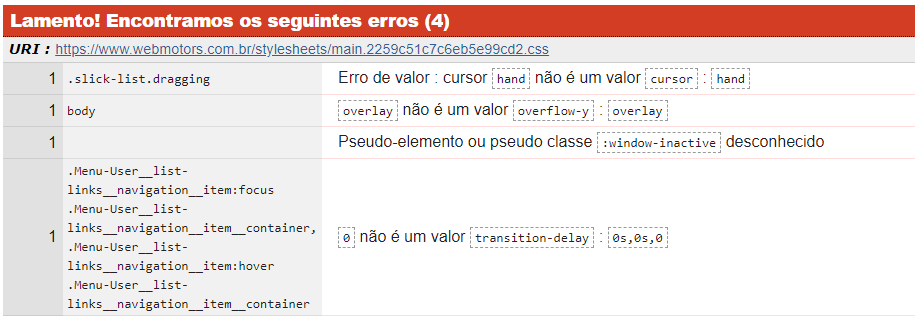 Lamento! Encontramos os seguintes erros (4)
URI : https://www.webmotors.com.br/stylesheets/main.2259c51c7c6eb5e99cd2.css
1 .slick-list.dragging Erro de valor : cursor hand não é um valor cursor : hand
1 body overlay não é um valor overflow-y : overlay
1 Pseudo-elemento ou pseudo classe :window-inactive desconhecido
.Menu-User__list-
links__navigation__item:focus
.Menu-User__list-
links__navigation__item__container,
1 .Menu-User__list- 0 não é um valor transition-delay : 0s,0s,0
links__navigation__item:hover
.Menu-User__list-
links__navigation__item__container